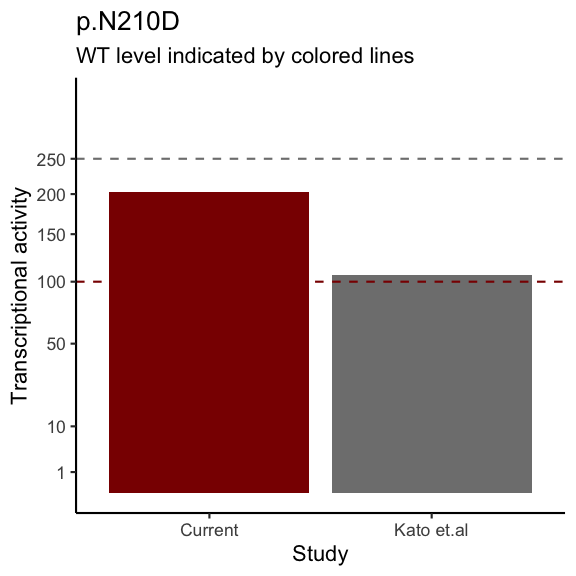 p.N210D
WT level indicated by colored lines
Transcriptional activity
250
200
150
100
50
10
1
Current
Kato et.al
Study